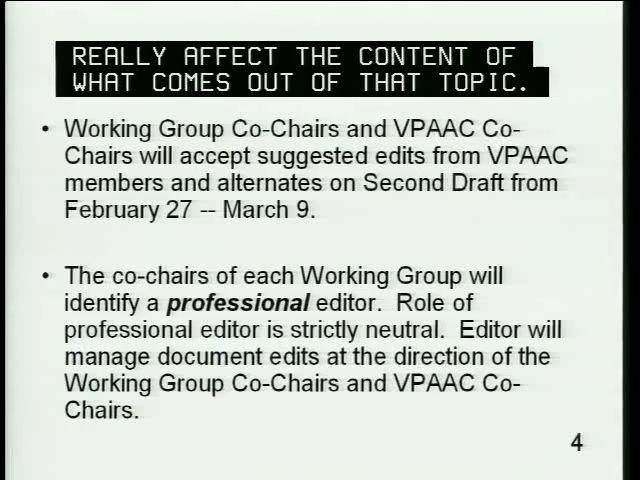 REALLY AFFECT THE CONTENT OF
WHAT COMES OUT OF THAT TOPIC.
• Working Group Co-Chairs and VPAAC Co-
Chairs will accept suggested edits from VPAAC
members and alternates on Second Draft from
February 27 -- March 9.
• The co-chairs of each Working Group will
identify a professional editor.  Role of
professional editor is strictly neutral.  Editor will
manage document edits at the direction of the
Working Group Co-Chairs and VPAAC Co-
Chairs.
4